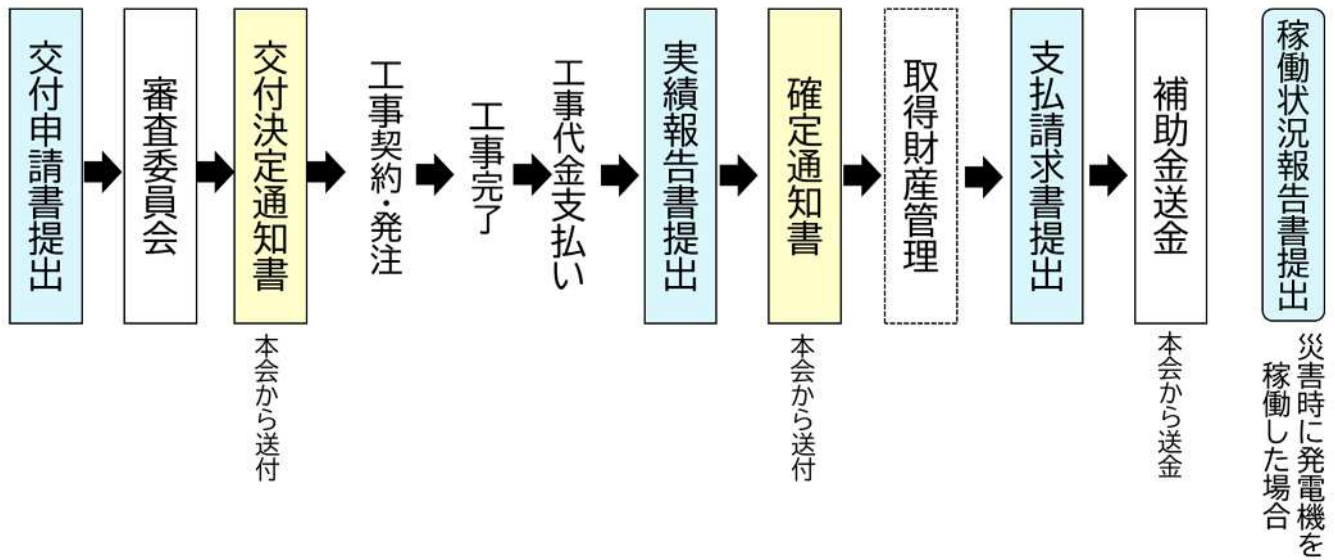 交付申請書提出
審査委員会
交付決定通知書
本会から送付
工事契約・発注
工事完了
工事代金支払い
実績報告書提出
確定通知書
本会から送付
取得財産管理
支払請求書提出
補助金送金
本会から送金
稼働状況報告書提出
災害時に発電機を
稼働した場合